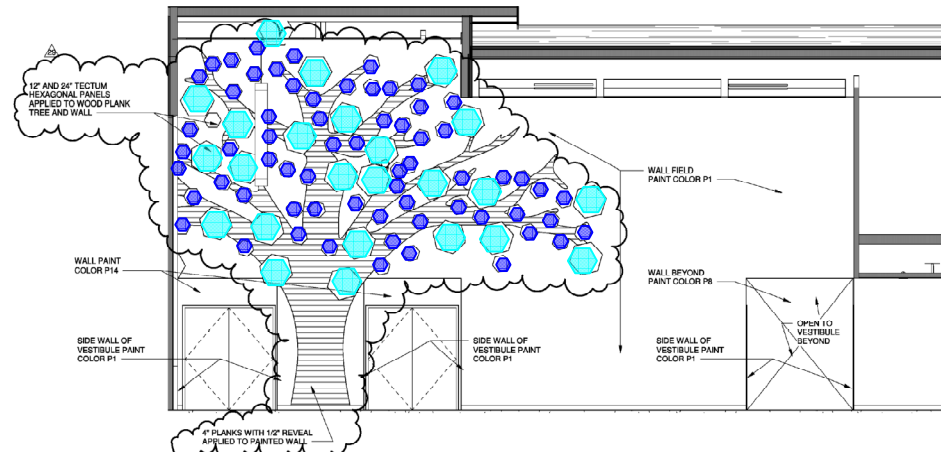 29
12" AND 24" TECTUM
HEXAGONAL PANELS
APPLIED TO WOOD PLANK
TREE AND WALL
WALL FIELD
PAINT COLOR P1
WALL PAINT
COLOR P14
WALL BEYOND
PAINT COLOR P8
OPEN TO
VESTIBULE
BEYOND
SIDE WALL OF
VESTIBULE PAINT
COLOR P1
SIDE WALL OF
VESTIBULE PAINT
COLOR P1
SIDE WALL OF
VESTIBULE PAINT
COLOR P1
4" PLANKS WITH 1/2" REVEAL
APPLIED TO PAINTED WALL